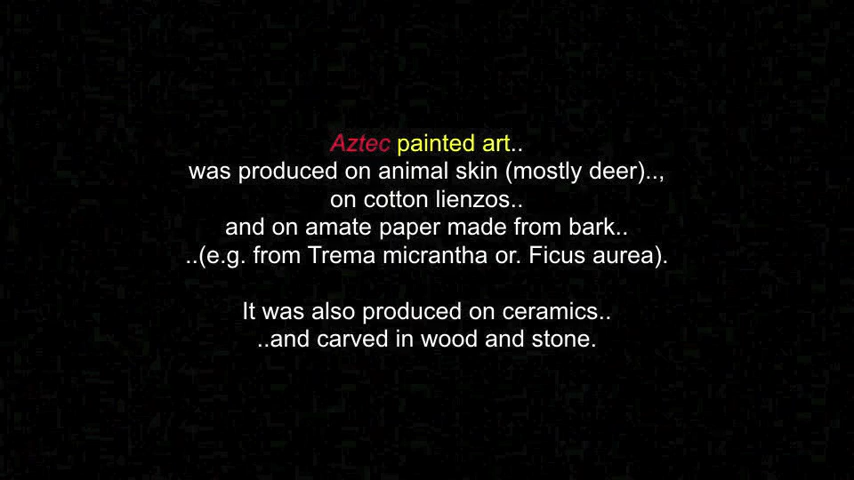 Aztec painted art..
was produced on animal skin (mostly deer)..,
on cotton lienzos..
and on amate paper made from bark..
..(e.g. from Trema micrantha or. Ficus aurea).
It was also produced on ceramics..
..and carved in wood and stone.